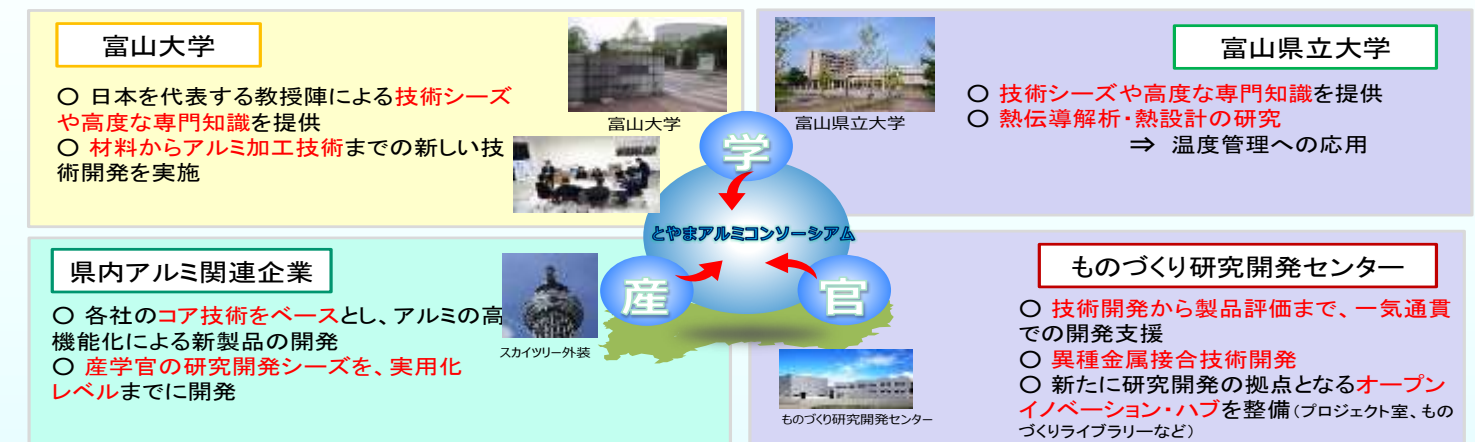 富山大学
〇 日本を代表する教授陣による技術シーズ
や高度な専門知識を提供
〇 材料からアルミ加工技術までの新しい技
術開発を実施
富山大学
富山県立大学
富山県立大学
〇 技術シーズや高度な専門知識を提供
〇 熱伝導解析・熱設計の研究
⇒ 温度管理への応用
学
とやまアルミコンソーシアム
産
官
県内アルミ関連企業
〇 各社のコア技術をベースとし、アルミの高
機能化による新製品の開発
〇 産学官の研究開発シーズを、実用化
レベルまでに開発
スカイツリー外装
ものづくり研究開発センター
ものづくり研究開発センター
〇 技術開発から製品評価まで、一気通貫
での開発支援
〇 異種金属接合技術開発
〇 新たに研究開発の拠点となるオープン
イノベーション・ハブを整備(プロジェクト室、もの
づくりライブラリーなど)